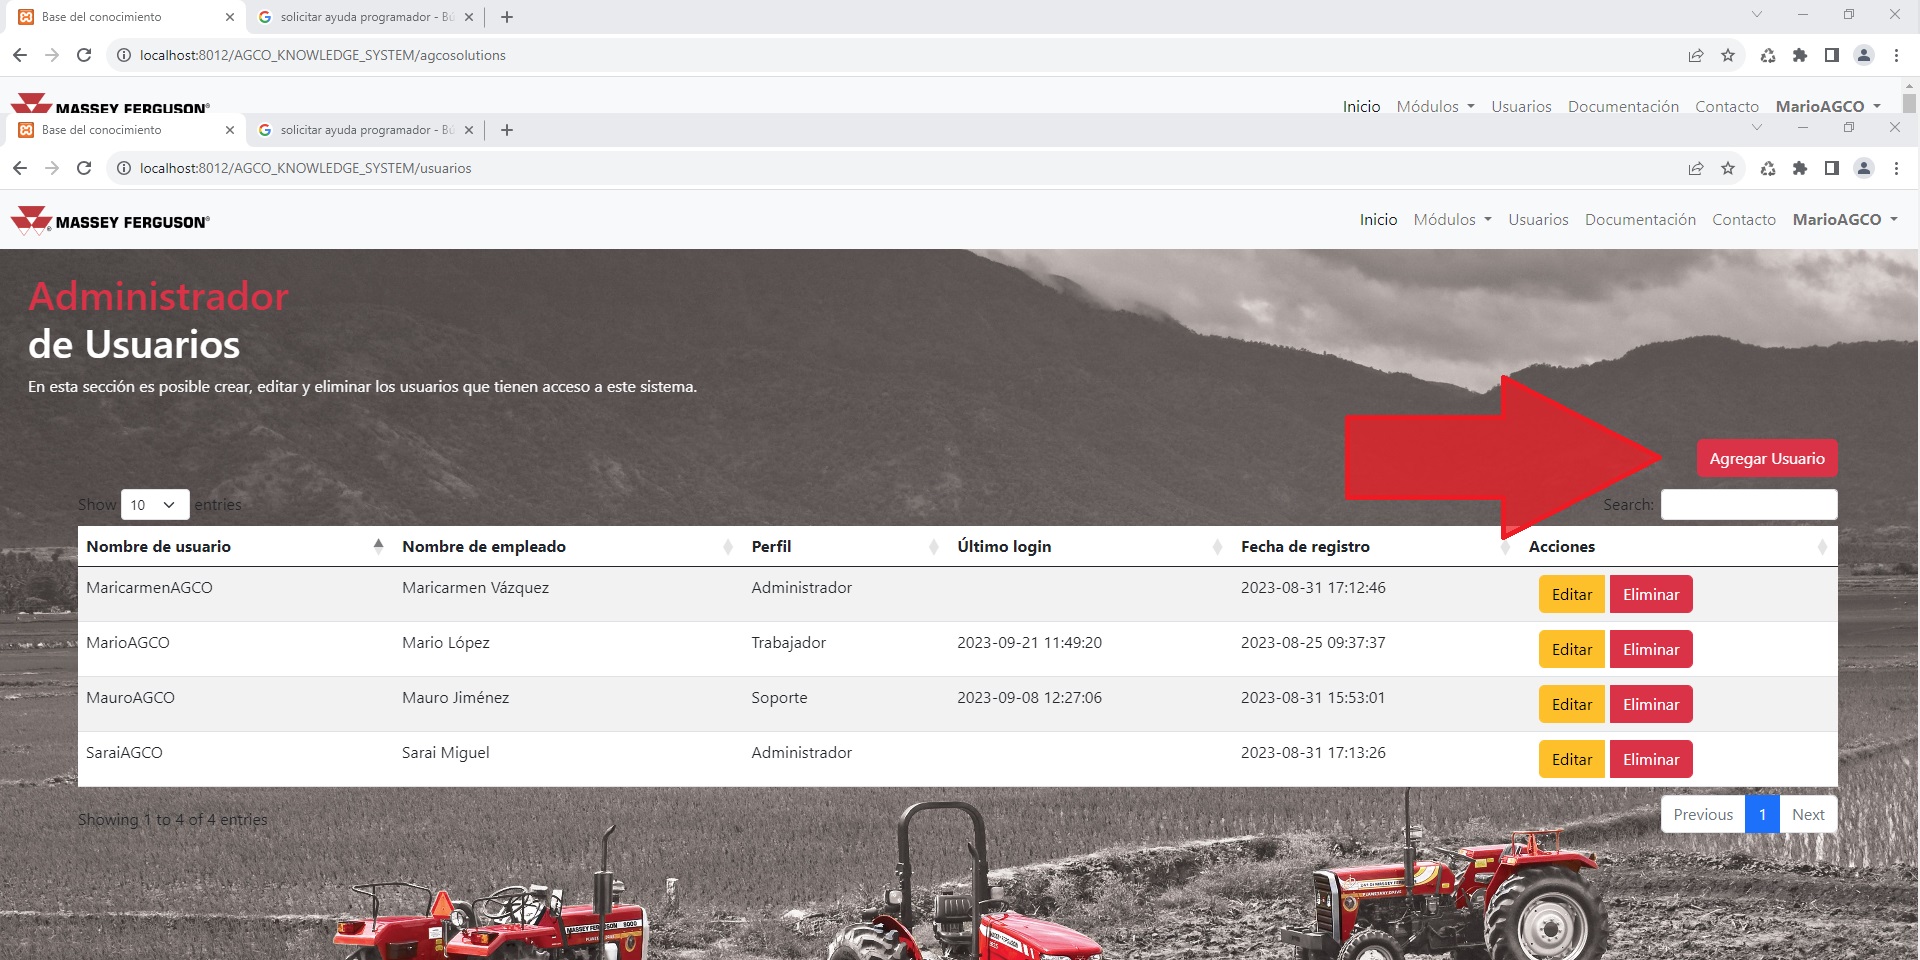 Base del conocimiento
solicitar ayuda programador - Bú
localhost:8012/AGCO_KNOWLEDGE_SYSTEM/agcosolutions
MASSEY FERGUSON®
Inicio Módulos Usuarios Documentación Contacto MarioAGCO
Base del conocimiento
solicitar ayuda programador - Bú
localhost:8012/AGCO_KNOWLEDGE_SYSTEM/usuarios
MASSEY FERGUSON®
Inicio Módulos Usuarios Documentación Contacto MarioAGCO
Administrador
de Usuarios
En esta sección es posible crear, editar y eliminar los usuarios que tienen acceso a este sistema.
Agregar Usuario
Show 10 entries
Search:
Nombre de usuario Nombre de empleado Perfil Último login Fecha de registro Acciones
MaricarmenAGCO Maricarmen Vázquez Administrador 2023-08-31 17:12:46 Editar Eliminar
MarioAGCO Mario López Trabajador 2023-09-21 11:49:20 2023-08-25 09:37:37 Editar Eliminar
MauroAGCO Mauro Jiménez Soporte 2023-09-08 12:27:06 2023-08-31 15:53:01 Editar Eliminar
SaraiAGCO Sarai Miguel Administrador 2023-08-31 17:13:26 Editar Eliminar
Showing 1 to 4 of 4 entries
Previous 1 Next
MASSEY FERGUSON